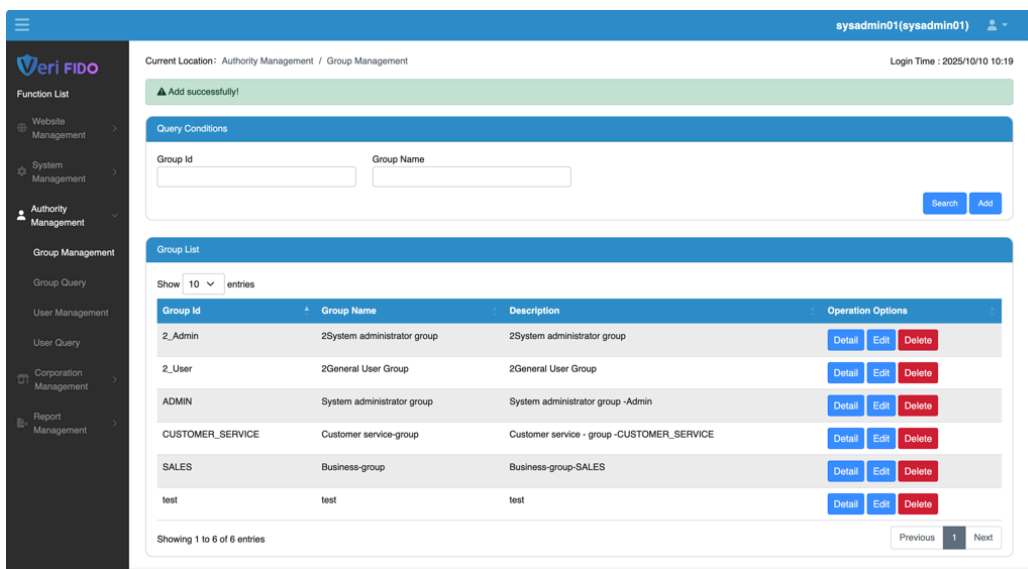 sysadmin01(sysadmin01)
Veri FIDO
Function List
Website
Management
System
Management
Authority
Management
Group Management
Group Query
User Management
User Query
Corporation
Management
Report
Management
Current Location: Authority Management / Group Management
Login Time : 2025/10/10 10:19
Add successfully!
Query Conditions
Group Id Group Name
Search Add
Group List
Show 10 entries
Group Id Group Name Description Operation Options
2_Admin 2System administrator group 2System administrator group Detail Edit Delete
2_User 2General User Group 2General User Group Detail Edit Delete
ADMIN System administrator group System administrator group -Admin Detail Edit Delete
CUSTOMER_SERVICE Customer service-group Customer service - group -CUSTOMER_SERVICE Detail Edit Delete
SALES Business-group Business-group-SALES Detail Edit Delete
test test test Detail Edit Delete
Showing 1 to 6 of 6 entries
Previous 1 Next